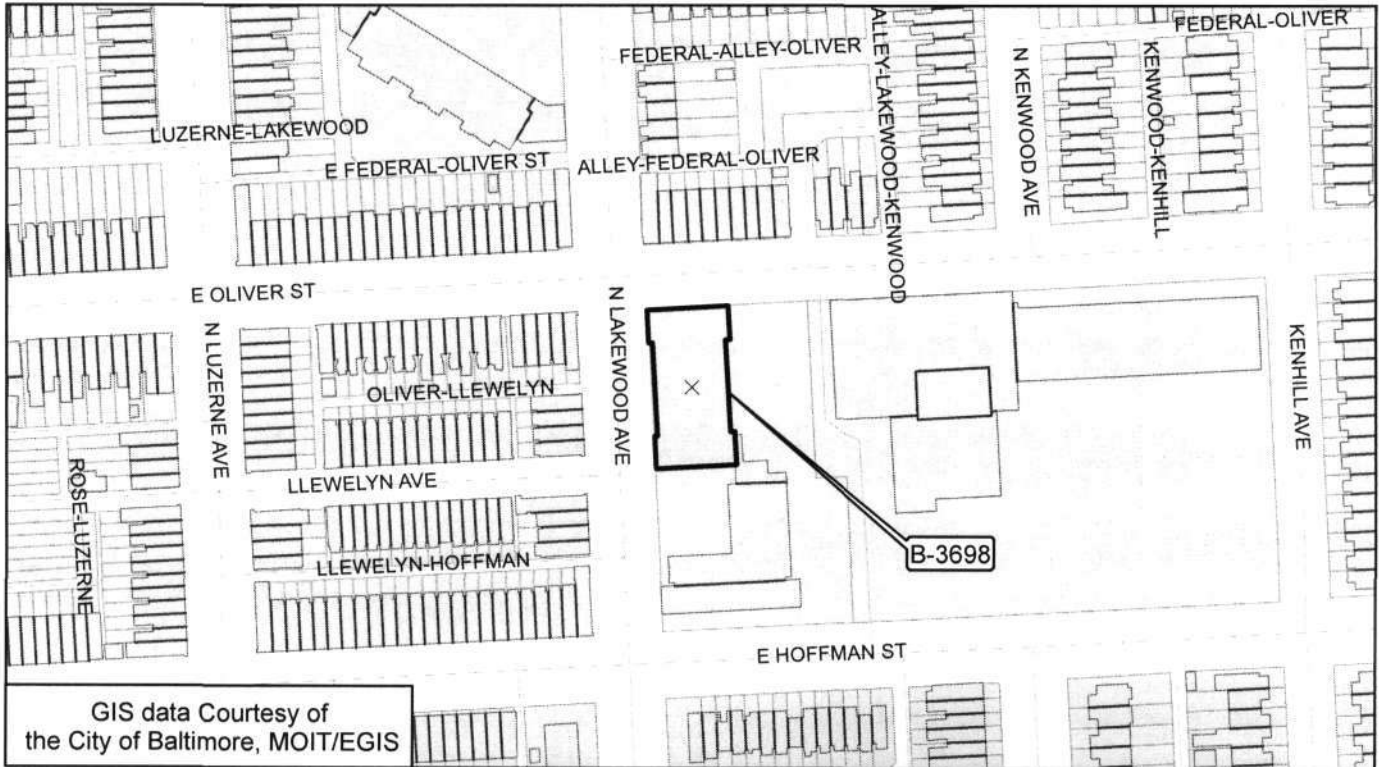 FEDERAL-OLIVER
FEDERAL-ALLEY-OLIVER
ALLEY-LAKEWOOD-KENWOOD
N KENWOOD AVE
KENWOOD-KENHILL
LUZERNE-LAKEWOOD
E FEDERAL-OLIVER ST
ALLEY-FEDERAL-OLIVER
E OLIVER ST
N LUZERNE AVE
N LAKEWOOD AVE
KENHILL AVE
OLIVER-LLEWELYN
LLEWELYN AVE
ROSE-LUZERNE
B-3698
LLEWELYN-HOFFMAN
E HOFFMAN ST
GIS data Courtesy of
the City of Baltimore, MOIT/EGIS